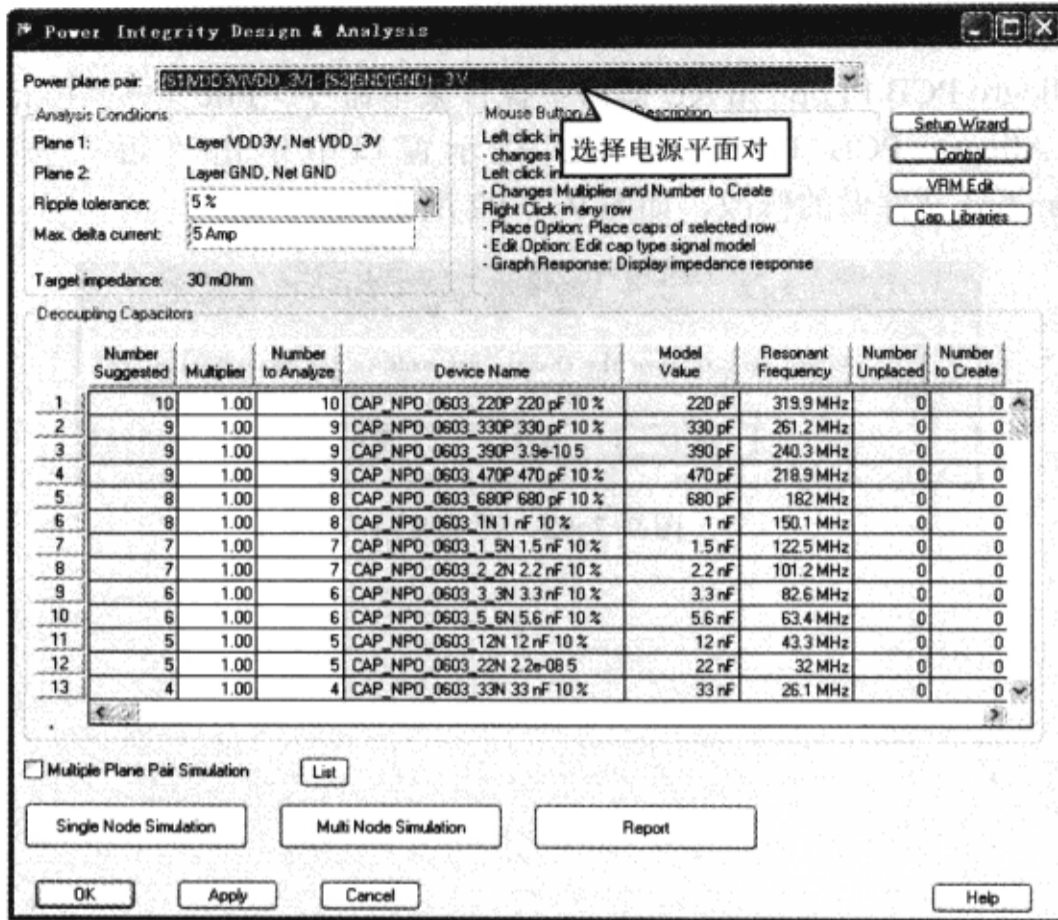 Power Integrity Design & Analysis
Power plane pair: (S1|VDD3V|VDD_3V) - (S2|GND|GND) - 3 V
选择电源平面对
Analysis Conditions
Plane 1: Layer VDD3V, Net VDD_3V
Plane 2: Layer GND, Net GND
Ripple tolerance: 5 %
Max. delta current: 5 Amp
Target impedance: 30 mOhm
Mouse Button
Left click in
- changes
Left click in
- Changes Multiplier and Number to Create
Right Click in any row
- Place Option: Place caps of selected row
- Edit Option: Edit cap type signal model
- Graph Response: Display impedance response
Setup Wizard
Control
VRM Edit
Cap. Libraries
Decoupling Capacitors
Number Suggested Multiplier Number to Analyze Device Name Model Value Resonant Frequency Number Unplaced Number to Create
1 10 1.00 10 CAP_NPO_0603_220P 220 pF 10 % 220 pF 319.9 MHz 0 0
2 9 1.00 9 CAP_NPO_0603_330P 330 pF 10 % 330 pF 261.2 MHz 0 0
3 9 1.00 9 CAP_NPO_0603_390P 3.9e-10 5 390 pF 240.3 MHz 0 0
4 9 1.00 9 CAP_NPO_0603_470P 470 pF 10 % 470 pF 218.9 MHz 0 0
5 8 1.00 8 CAP_NPO_0603_680P 680 pF 10 % 680 pF 182 MHz 0 0
6 8 1.00 8 CAP_NPO_0603_1N 1 nF 10 % 1 nF 150.1 MHz 0 0
7 7 1.00 7 CAP_NPO_0603_1_5N 1.5 nF 10 % 1.5 nF 122.5 MHz 0 0
8 7 1.00 7 CAP_NPO_0603_2_2N 2.2 nF 10 % 2.2 nF 101.2 MHz 0 0
9 6 1.00 6 CAP_NPO_0603_3_3N 3.3 nF 10 % 3.3 nF 82.6 MHz 0 0
10 6 1.00 6 CAP_NPO_0603_5_6N 5.6 nF 10 % 5.6 nF 63.4 MHz 0 0
11 5 1.00 5 CAP_NPO_0603_12N 12 nF 10 % 12 nF 43.3 MHz 0 0
12 5 1.00 5 CAP_NPO_0603_22N 2.2e-08 5 22 nF 32 MHz 0 0
13 4 1.00 4 CAP_NPO_0603_33N 33 nF 10 % 33 nF 26.1 MHz 0 0
Multiple Plane Pair Simulation List
Single Node Simulation Multi Node Simulation Report
OK Apply Cancel Help